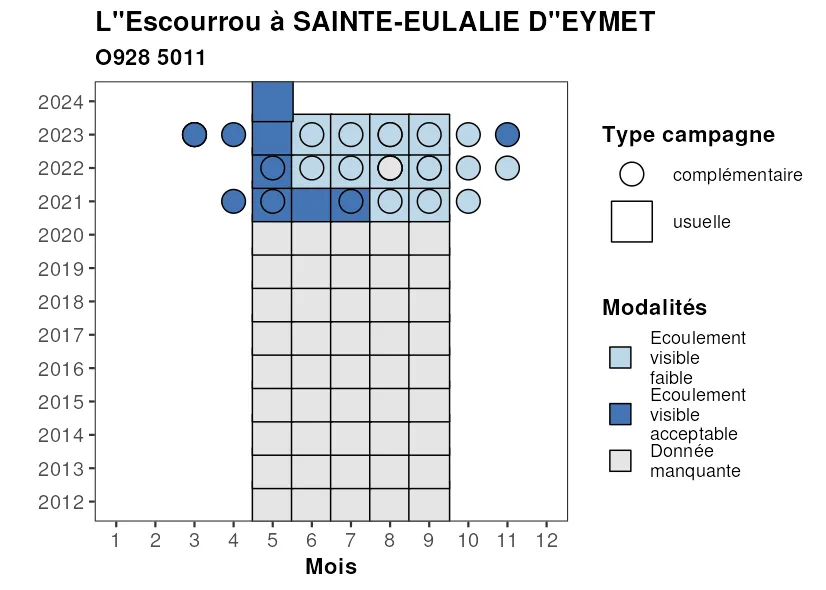 L"Escourrou à SAINTE-EULALIE D"EYMET
O928 5011
2024
2023
2022
2021
2020
2019
2018
2017
2016
2015
2014
2013
2012
1 2 3 4 5 6 7 8 9 10 11 12
Mois
Type campagne
complémentaire
usuelle
Modalités
Ecoulement
visible
faible
Ecoulement
visible
acceptable
Donnée
manquante